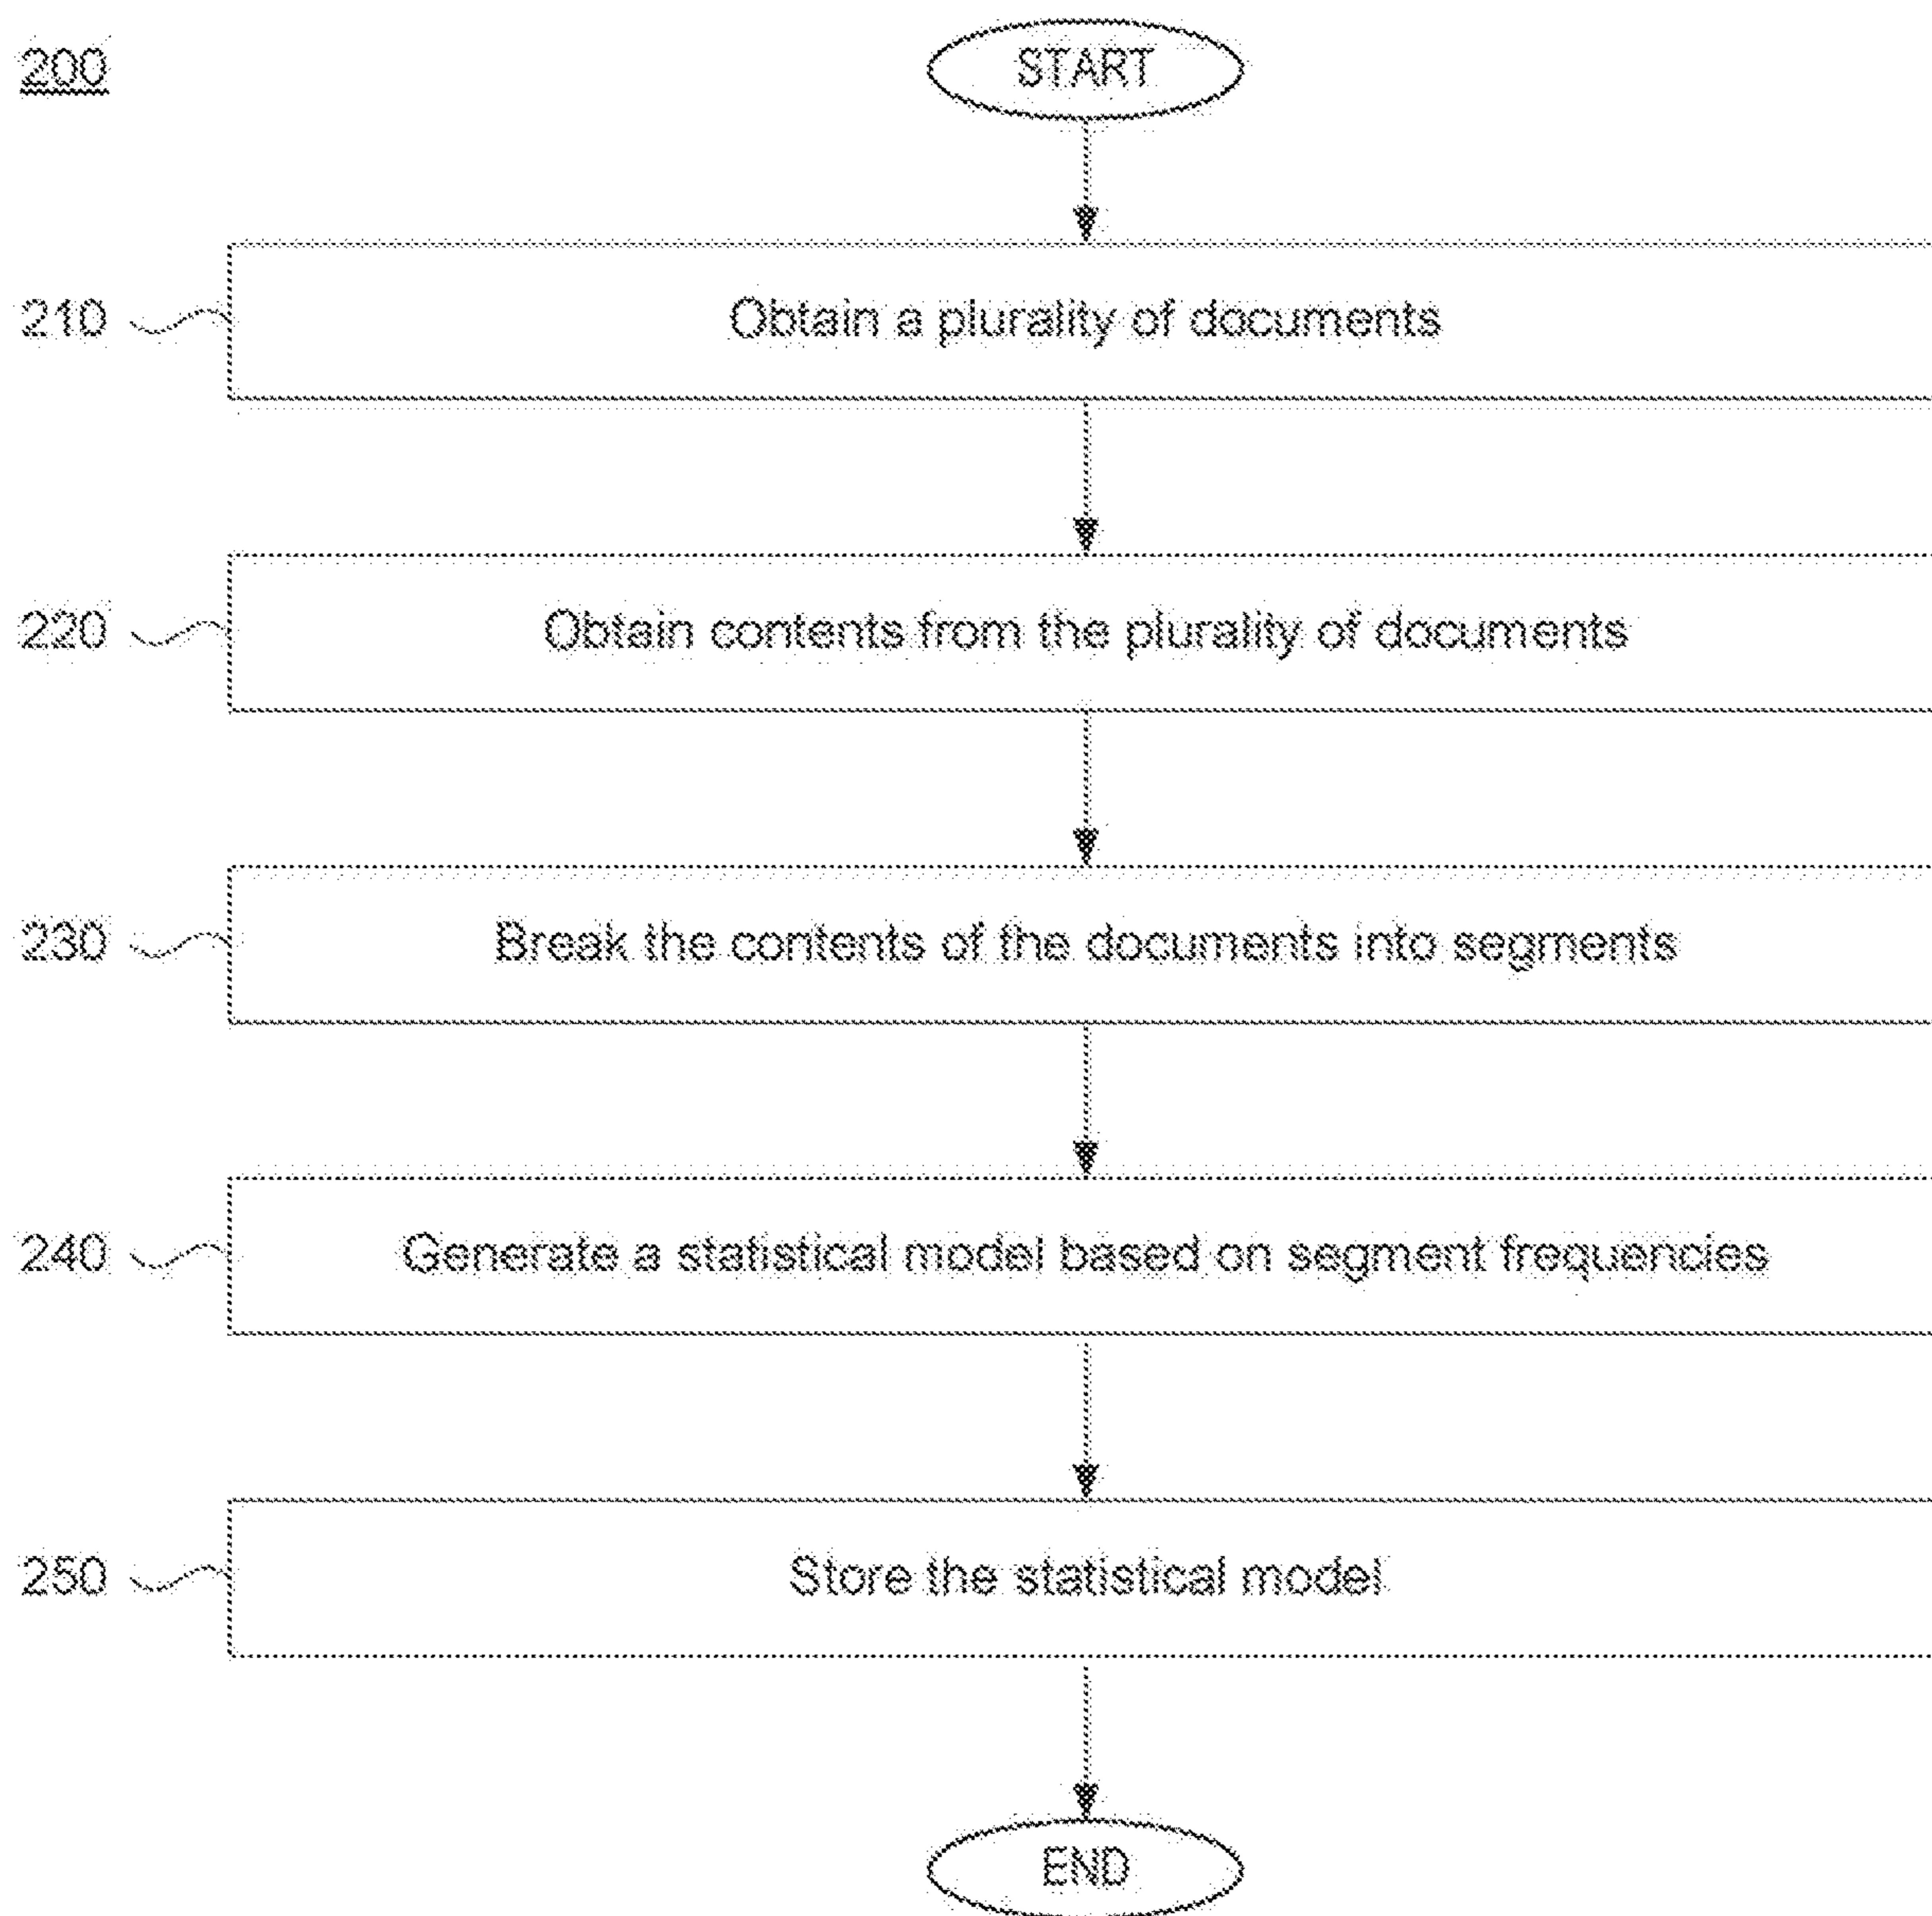 200
START
210 Obtain a plurality of documents
220 Obtain contents from the plurality of documents
230 Break the contents of the documents into segments
240 Generate a statistical model based on segment frequencies
250 Store the statistical model
END